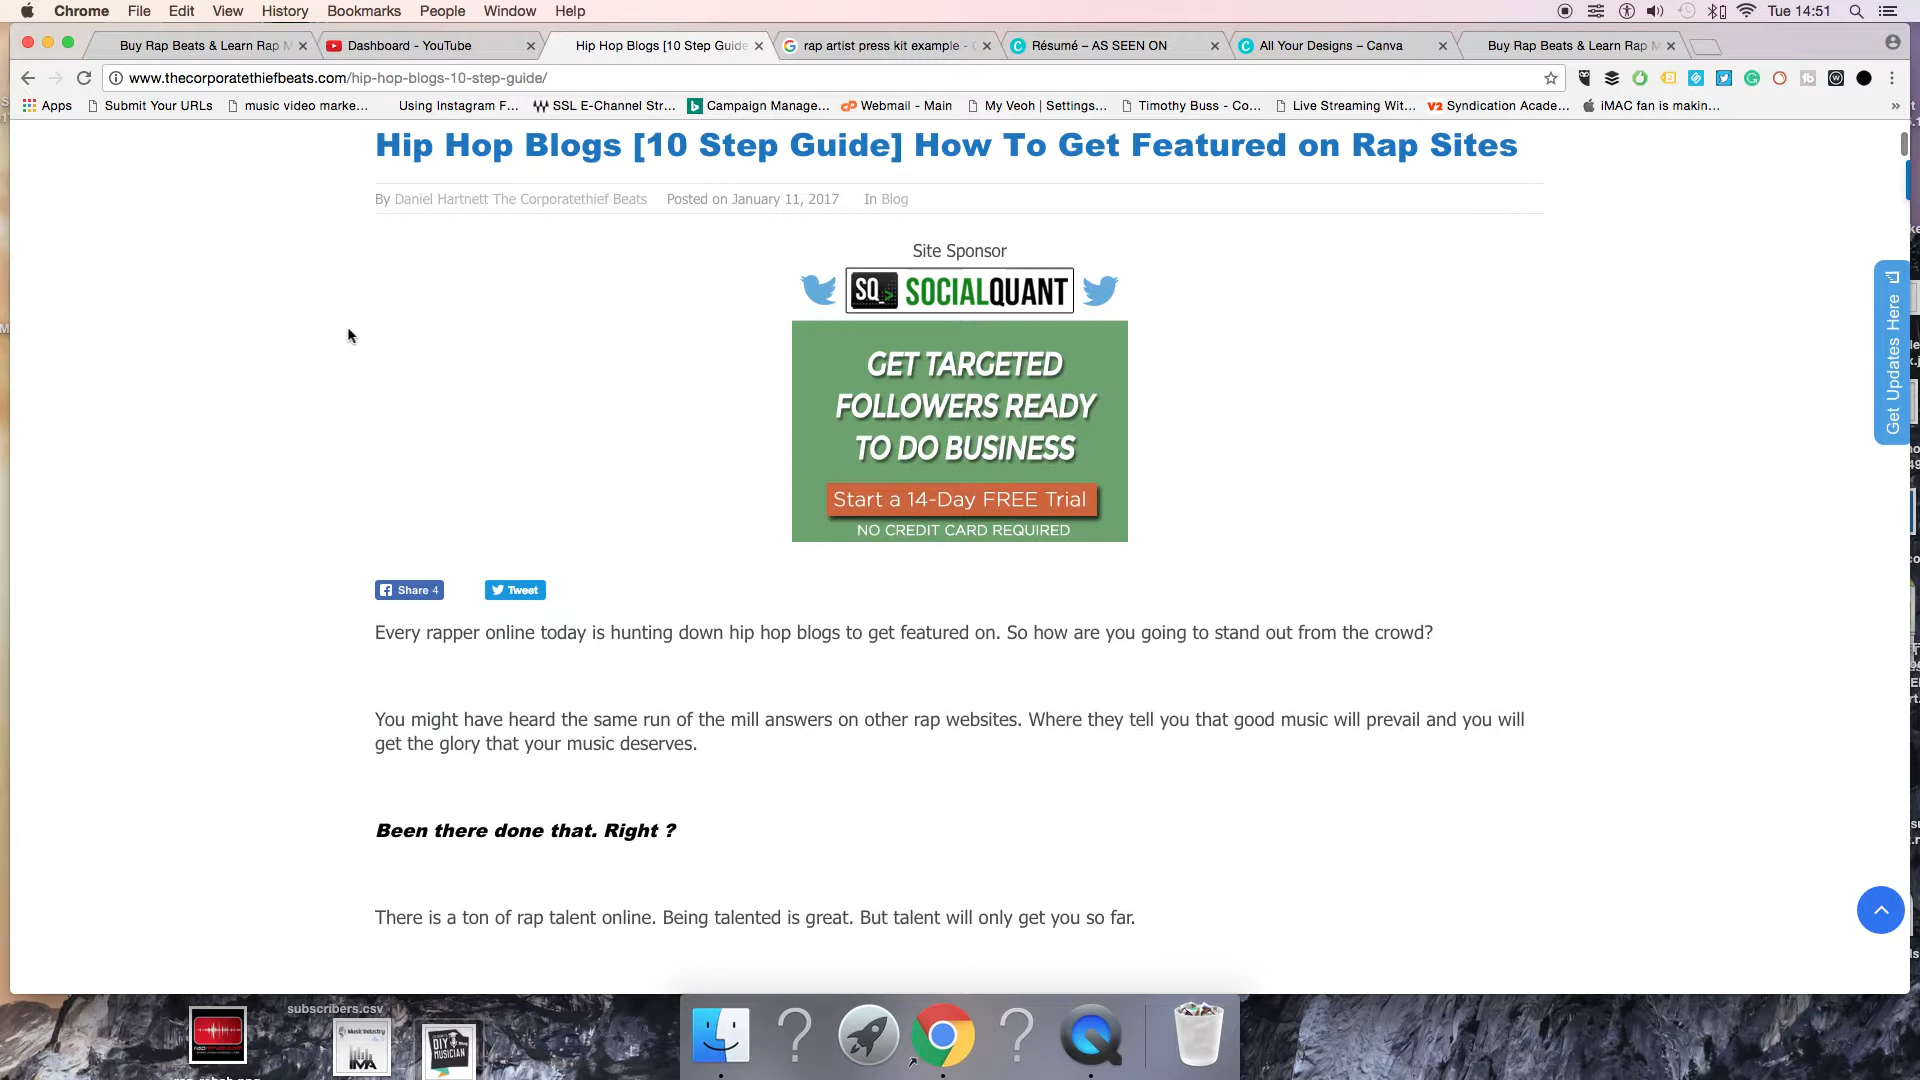 Chrome File Edit View History Bookmarks People Window Help Tue 14:51
Buy Rap Beats & Learn Rap M
Dashboard - YouTube
Hip Hop Blogs [10 Step Guide
rap artist press kit example -
Résumé – AS SEEN ON
All Your Designs – Canva
Buy Rap Beats & Learn Rap M
www.thecorporatethiefbeats.com/hip-hop-blogs-10-step-guide/
Apps Submit Your URLs music video marke... Using Instagram F... SSL E-Channel Str... Campaign Manage... Webmail - Main My Veoh | Settings... Timothy Buss - Co... Live Streaming Wit... V2 Syndication Acade... iMAC fan is makin... »
Hip Hop Blogs [10 Step Guide] How To Get Featured on Rap Sites
By Daniel Hartnett The Corporatethief Beats Posted on January 11, 2017 In Blog
Site Sponsor
SQ_> SOCIALQUANT
GET TARGETED
FOLLOWERS READY
TO DO BUSINESS
Start a 14-Day FREE Trial
NO CREDIT CARD REQUIRED
Get Updates Here
Share 4 Tweet
Every rapper online today is hunting down hip hop blogs to get featured on. So how are you going to stand out from the crowd?
You might have heard the same run of the mill answers on other rap websites. Where they tell you that good music will prevail and you will
get the glory that your music deserves.
Been there done that. Right ?
There is a ton of rap talent online. Being talented is great. But talent will only get you so far.
subscribers.csv
Music Industry
IMA
DIY
MUSICIAN